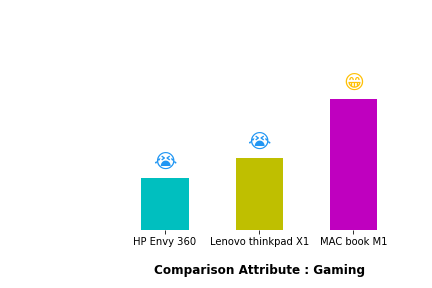 HP Envy 360 Lenovo thinkpad X1 MAC book M1
Comparison Attribute : Gaming